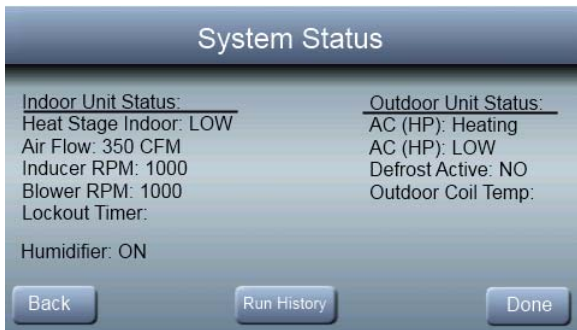 System Status
Indoor Unit Status:
Heat Stage Indoor: LOW
Air Flow: 350 CFM
Inducer RPM: 1000
Blower RPM: 1000
Lockout Timer:
Humidifier: ON
Outdoor Unit Status:
AC (HP): Heating
AC (HP): LOW
Defrost Active: NO
Outdoor Coil Temp:
Back
Run History
Done